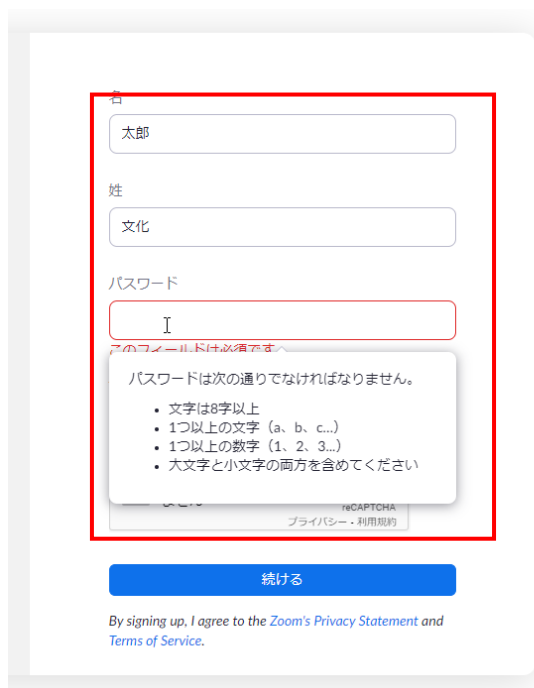 名
太郎
姓
文化
パスワード
このフィールドは必須です
パスワードは次の通りでなければなりません。
• 文字は8字以上
• 1つ以上の文字（a、b、c...）
• 1つ以上の数字（1、2、3...）
• 大文字と小文字の両方を含めてください
reCAPTCHA
プライバシー・利用規約
続ける
By signing up, I agree to the Zoom's Privacy Statement and
Terms of Service.